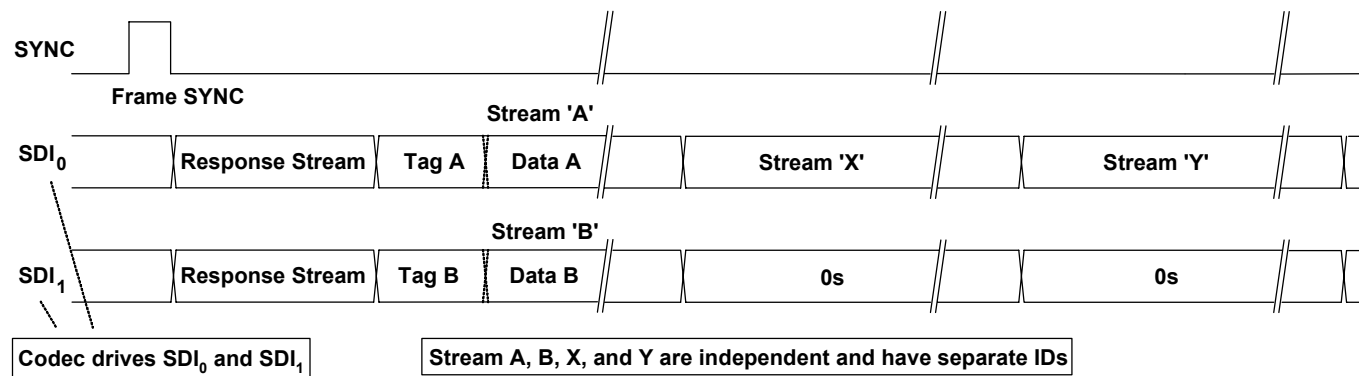 SYNC
Frame SYNC
Stream 'A'
SDI₀ Response Stream Tag A Data A Stream 'X' Stream 'Y'
Stream 'B'
SDI₁ Response Stream Tag B Data B 0s 0s
Codec drives SDI₀ and SDI₁
Stream A, B, X, and Y are independent and have separate IDs